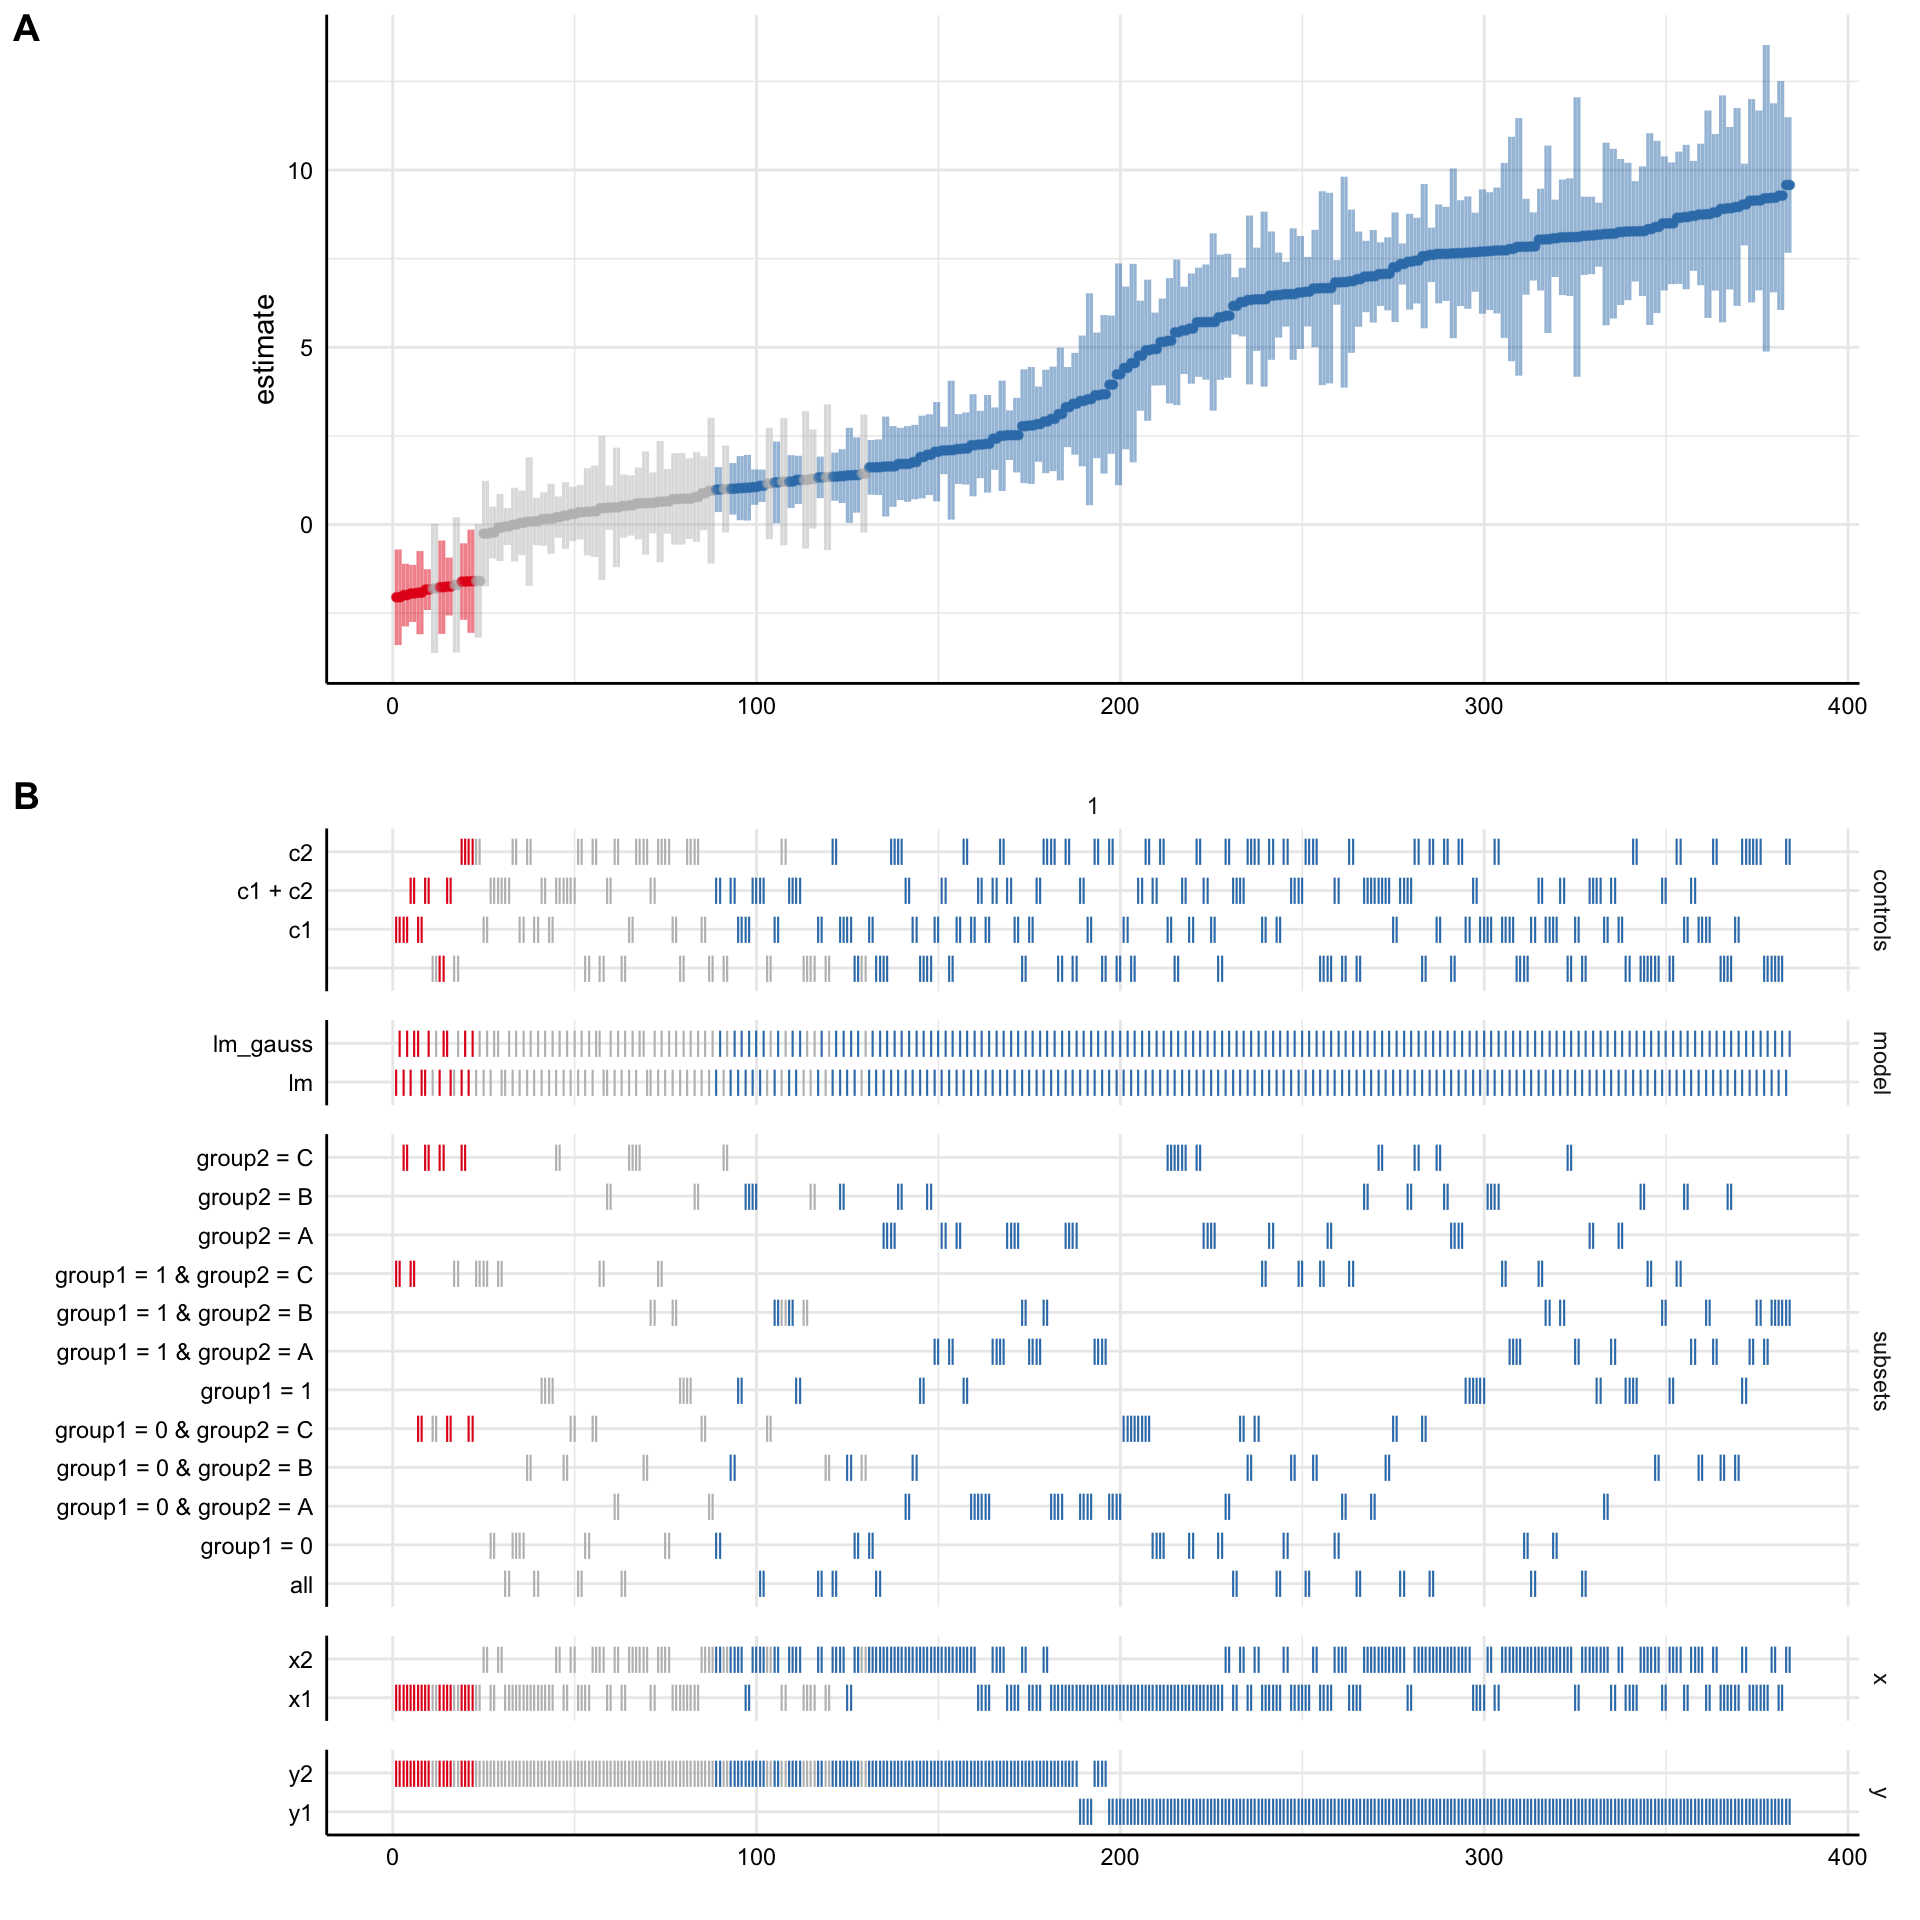 A
10
5
0
estimate
0 100 200 300 400
B
1
c2
c1 + c2
c1
controls
lm_gauss
lm
model
group2 = C
group2 = B
group2 = A
group1 = 1 & group2 = C
group1 = 1 & group2 = B
group1 = 1 & group2 = A
group1 = 1
group1 = 0 & group2 = C
group1 = 0 & group2 = B
group1 = 0 & group2 = A
group1 = 0
all
subsets
x2
x1
x
y2
y1
y
0 100 200 300 400